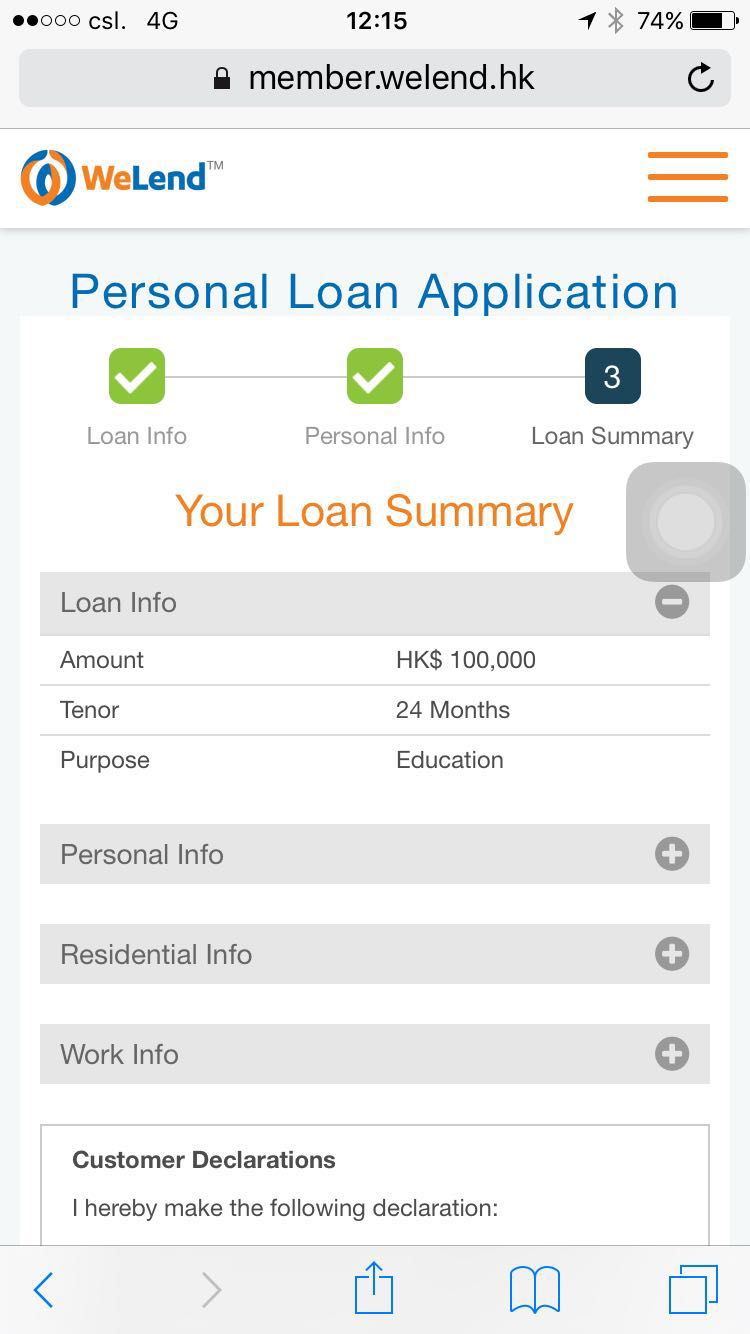 csl. 4G 12:15 74%
member.welend.hk
WeLend™
Personal Loan Application
3
Loan Info Personal Info Loan Summary
Your Loan Summary
Loan Info
Amount HK$ 100,000
Tenor 24 Months
Purpose Education
Personal Info
Residential Info
Work Info
Customer Declarations
I hereby make the following declaration: